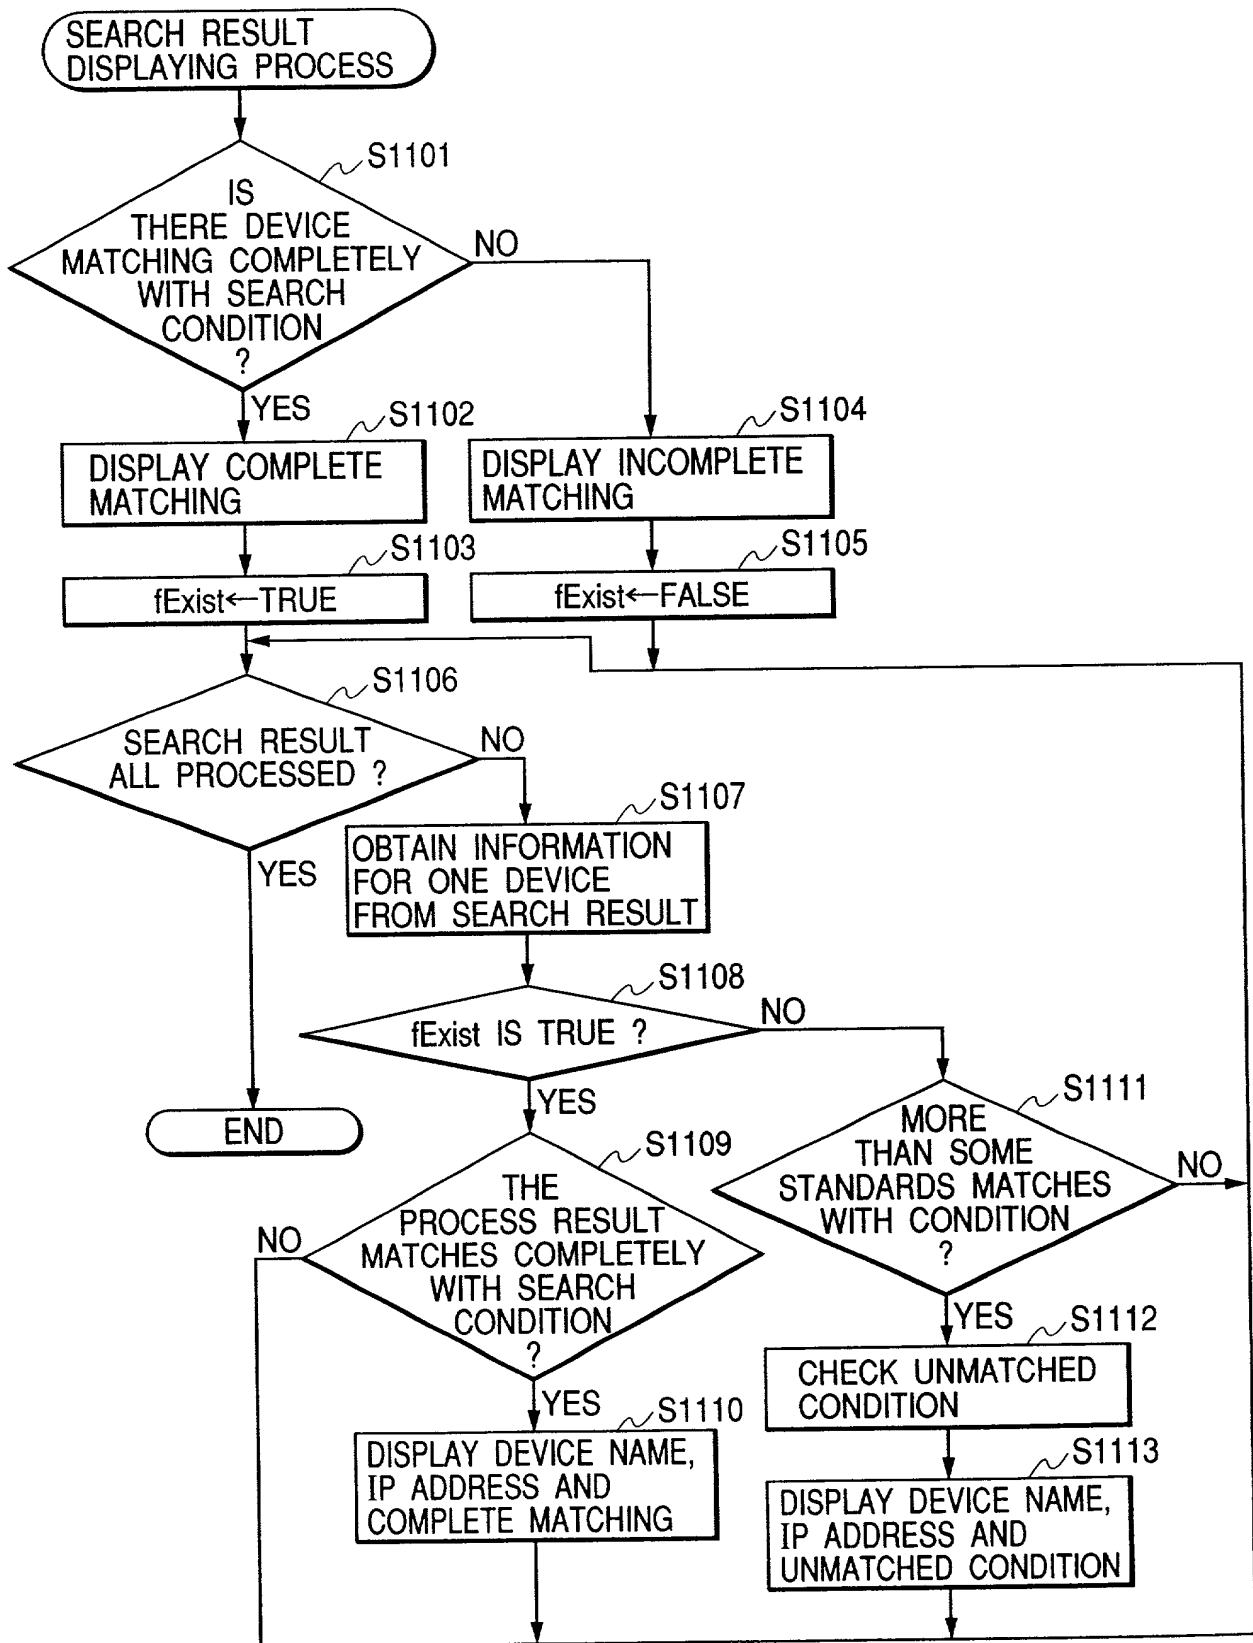 SEARCH RESULT
DISPLAYING PROCESS
S1101
IS
THERE DEVICE
MATCHING COMPLETELY
WITH SEARCH
CONDITION
?
NO
YES
S1102
DISPLAY COMPLETE
MATCHING
S1104
DISPLAY INCOMPLETE
MATCHING
S1103
fExist←TRUE
S1105
fExist←FALSE
S1106
SEARCH RESULT
ALL PROCESSED ?
NO
YES
END
S1107
OBTAIN INFORMATION
FOR ONE DEVICE
FROM SEARCH RESULT
S1108
fExist IS TRUE ?
NO
YES
S1109
THE
PROCESS RESULT
MATCHES COMPLETELY
WITH SEARCH
CONDITION
?
NO
YES
S1110
DISPLAY DEVICE NAME,
IP ADDRESS AND
COMPLETE MATCHING
S1111
MORE
THAN SOME
STANDARDS MATCHES
WITH CONDITION
?
NO
YES
S1112
CHECK UNMATCHED
CONDITION
S1113
DISPLAY DEVICE NAME,
IP ADDRESS AND
UNMATCHED CONDITION